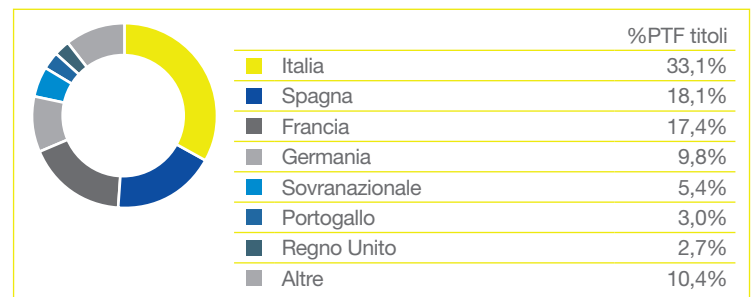 %PTF titoli
Italia 33,1%
Spagna 18,1%
Francia 17,4%
Germania 9,8%
Sovranazionale 5,4%
Portogallo 3,0%
Regno Unito 2,7%
Altre 10,4%